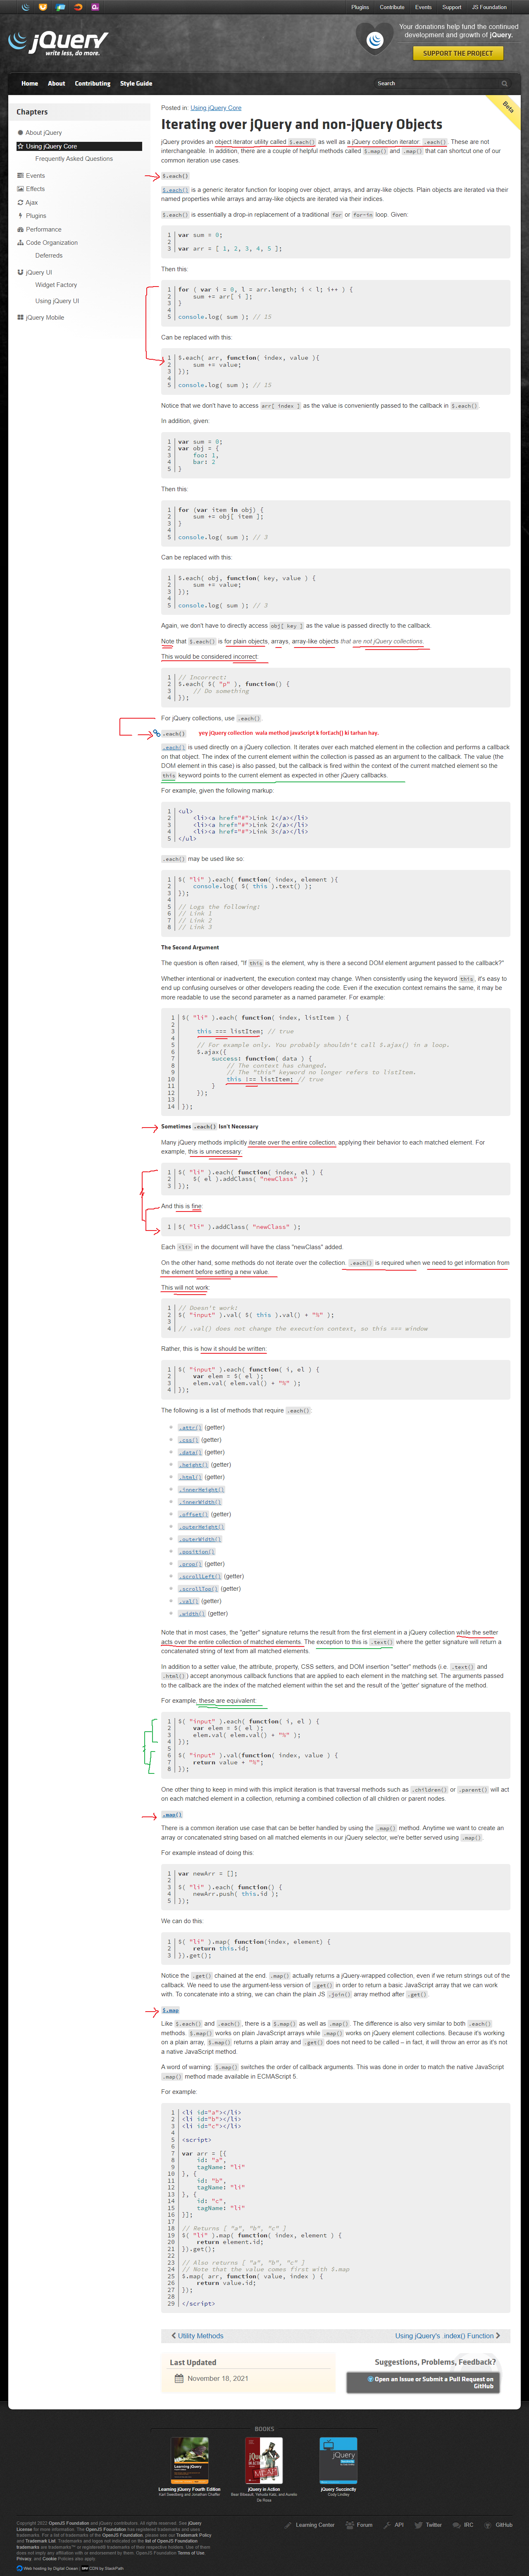 Plugins Contribute Events Support JS Foundation
jQuery
write less, do more.
Your donations help fund the continued
development and growth of jQuery.
SUPPORT THE PROJECT
Home About Contributing Style Guide
Search
Beta
Chapters
About jQuery
Using jQuery Core
Frequently Asked Questions
Events
Effects
Ajax
Plugins
Performance
Code Organization
Deferreds
jQuery UI
Widget Factory
Using jQuery UI
jQuery Mobile
Posted in: Using jQuery Core
Iterating over jQuery and non-jQuery Objects
jQuery provides an object iterator utility called $.each() as well as a jQuery collection iterator: .each(). These are not
interchangeable. In addition, there are a couple of helpful methods called $.map() and .map() that can shortcut one of our
common iteration use cases.
$.each()
$.each() is a generic iterator function for looping over object, arrays, and array-like objects. Plain objects are iterated via their
named properties while arrays and array-like objects are iterated via their indices.
$.each() is essentially a drop-in replacement of a traditional for or for-in loop. Given:
1 var sum = 0;
2
3 var arr = [ 1, 2, 3, 4, 5 ];
Then this:
1 for ( var i = 0, l = arr.length; i < l; i++ ) {
2 sum += arr[ i ];
3 }
4
5 console.log( sum ); // 15
Can be replaced with this:
1 $.each( arr, function( index, value ){
2 sum += value;
3 });
4
5 console.log( sum ); // 15
Notice that we don't have to access arr[ index ] as the value is conveniently passed to the callback in $.each().
In addition, given:
1 var sum = 0;
2 var obj = {
3 foo: 1,
4 bar: 2
5 }
Then this:
1 for (var item in obj) {
2 sum += obj[ item ];
3 }
4
5 console.log( sum ); // 3
Can be replaced with this:
1 $.each( obj, function( key, value ) {
2 sum += value;
3 });
4
5 console.log( sum ); // 3
Again, we don't have to directly access obj[ key ] as the value is passed directly to the callback.
Note that $.each() is for plain objects, arrays, array-like objects that are not jQuery collections.
This would be considered incorrect:
1 // Incorrect:
2 $.each( $( "p" ), function() {
3 // Do something
4 });
For jQuery collections, use .each().
.each()
yey jQuery collection wala method javaScript k forEach() ki tarhan hay.
.each() is used directly on a jQuery collection. It iterates over each matched element in the collection and performs a callback
on that object. The index of the current element within the collection is passed as an argument to the callback. The value (the
DOM element in this case) is also passed, but the callback is fired within the context of the current matched element so the
this keyword points to the current element as expected in other jQuery callbacks.
For example, given the following markup:
1 <ul>
2 <li><a href="#">Link 1</a></li>
3 <li><a href="#">Link 2</a></li>
4 <li><a href="#">Link 3</a></li>
5 </ul>
.each() may be used like so:
1 $( "li" ).each( function( index, element ){
2 console.log( $( this ).text() );
3 });
4
5 // Logs the following:
6 // Link 1
7 // Link 2
8 // Link 3
The Second Argument
The question is often raised, "If this is the element, why is there a second DOM element argument passed to the callback?"
Whether intentional or inadvertent, the execution context may change. When consistently using the keyword this, it's easy to
end up confusing ourselves or other developers reading the code. Even if the execution context remains the same, it may be
more readable to use the second parameter as a named parameter. For example:
1 $( "li" ).each( function( index, listItem ) {
2
3 this === listItem; // true
4
5 // For example only. You probably shouldn't call $.ajax() in a loop.
6 $.ajax({
7 success: function( data ) {
8 // The context has changed.
9 // The "this" keyword no longer refers to listItem.
10 this !== listItem; // true
11 }
12 });
13
14 });
Sometimes .each() Isn't Necessary
Many jQuery methods implicitly iterate over the entire collection, applying their behavior to each matched element. For
example, this is unnecessary:
1 $( "li" ).each( function( index, el ) {
2 $( el ).addClass( "newClass" );
3 });
And this is fine:
1 $( "li" ).addClass( "newClass" );
Each <li> in the document will have the class "newClass" added.
On the other hand, some methods do not iterate over the collection. .each() is required when we need to get information from
the element before setting a new value.
This will not work:
1 // Doesn't work:
2 $( "input" ).val( $( this ).val() + "%" );
3
4 // .val() does not change the execution context, so this === window
Rather, this is how it should be written:
1 $( "input" ).each( function( i, el ) {
2 var elem = $( el );
3 elem.val( elem.val() + "%" );
4 });
The following is a list of methods that require .each():
.attr() (getter)
.css() (getter)
.data() (getter)
.height() (getter)
.html() (getter)
.innerHeight()
.innerWidth()
.offset() (getter)
.outerHeight()
.outerWidth()
.position()
.prop() (getter)
.scrollLeft() (getter)
.scrollTop() (getter)
.val() (getter)
.width() (getter)
Note that in most cases, the "getter" signature returns the result from the first element in a jQuery collection while the setter
acts over the entire collection of matched elements. The exception to this is .text() where the getter signature will return a
concatenated string of text from all matched elements.
In addition to a setter value, the attribute, property, CSS setters, and DOM insertion "setter" methods (i.e. .text() and
.html()) accept anonymous callback functions that are applied to each element in the matching set. The arguments passed
to the callback are the index of the matched element within the set and the result of the 'getter' signature of the method.
For example, these are equivalent:
1 $( "input" ).each( function( i, el ) {
2 var elem = $( el );
3 elem.val( elem.val() + "%" );
4 });
5
6 $( "input" ).val(function( index, value ) {
7 return value + "%";
8 });
One other thing to keep in mind with this implicit iteration is that traversal methods such as .children() or .parent() will act
on each matched element in a collection, returning a combined collection of all children or parent nodes.
.map()
There is a common iteration use case that can be better handled by using the .map() method. Anytime we want to create an
array or concatenated string based on all matched elements in our jQuery selector, we're better served using .map().
For example instead of doing this:
1 var newArr = [];
2
3 $( "li" ).each( function() {
4 newArr.push( this.id );
5 });
We can do this:
1 $( "li" ).map( function(index, element) {
2 return this.id;
3 }).get();
Notice the .get() chained at the end. .map() actually returns a jQuery-wrapped collection, even if we return strings out of the
callback. We need to use the argument-less version of .get() in order to return a basic JavaScript array that we can work
with. To concatenate into a string, we can chain the plain JS .join() array method after .get().
$.map
Like $.each() and .each(), there is a $.map() as well as .map(). The difference is also very similar to both .each()
methods. $.map() works on plain JavaScript arrays while .map() works on jQuery element collections. Because it's working
on a plain array, $.map() returns a plain array and .get() does not need to be called – in fact, it will throw an error as it's not
a native JavaScript method.
A word of warning: $.map() switches the order of callback arguments. This was done in order to match the native JavaScript
.map() method made available in ECMAScript 5.
For example:
1 <li id="a"></li>
2 <li id="b"></li>
3 <li id="c"></li>
4
5 <script>
6
7 var arr = [{
8 id: "a",
9 tagName: "li"
10 }, {
11 id: "b",
12 tagName: "li"
13 }, {
14 id: "c",
15 tagName: "li"
16 }];
17
18 // Returns [ "a", "b", "c" ]
19 $( "li" ).map( function( index, element ) {
20 return element.id;
21 }).get();
22
23 // Also returns [ "a", "b", "c" ]
24 // Note that the value comes first with $.map
25 $.map( arr, function( value, index ) {
26 return value.id;
27 });
28
29 </script>
Utility Methods
Using jQuery's .index() Function
Last Updated
November 18, 2021
Suggestions, Problems, Feedback?
Open an Issue or Submit a Pull Request on
GitHub
BOOKS
Learning jQuery Fourth Edition
Karl Swedberg and Jonathan Chaffer
jQuery in Action
Bear Bibeault, Yehuda Katz, and Aurelio
De Rosa
jQuery Succinctly
Cody Lindley
Copyright 2022 OpenJS Foundation and jQuery contributors. All rights reserved. See jQuery
License for more information. The OpenJS Foundation has registered trademarks and uses
trademarks. For a list of trademarks of the OpenJS Foundation, please see our Trademark Policy
and Trademark List. Trademarks and logos not indicated on the list of OpenJS Foundation
trademarks are trademarks™ or registered® trademarks of their respective holders. Use of them
does not imply any affiliation with or endorsement by them. OpenJS Foundation Terms of Use,
Privacy, and Cookie Policies also apply.
Web hosting by Digital Ocean | CDN by StackPath
Learning Center Forum API Twitter IRC GitHub